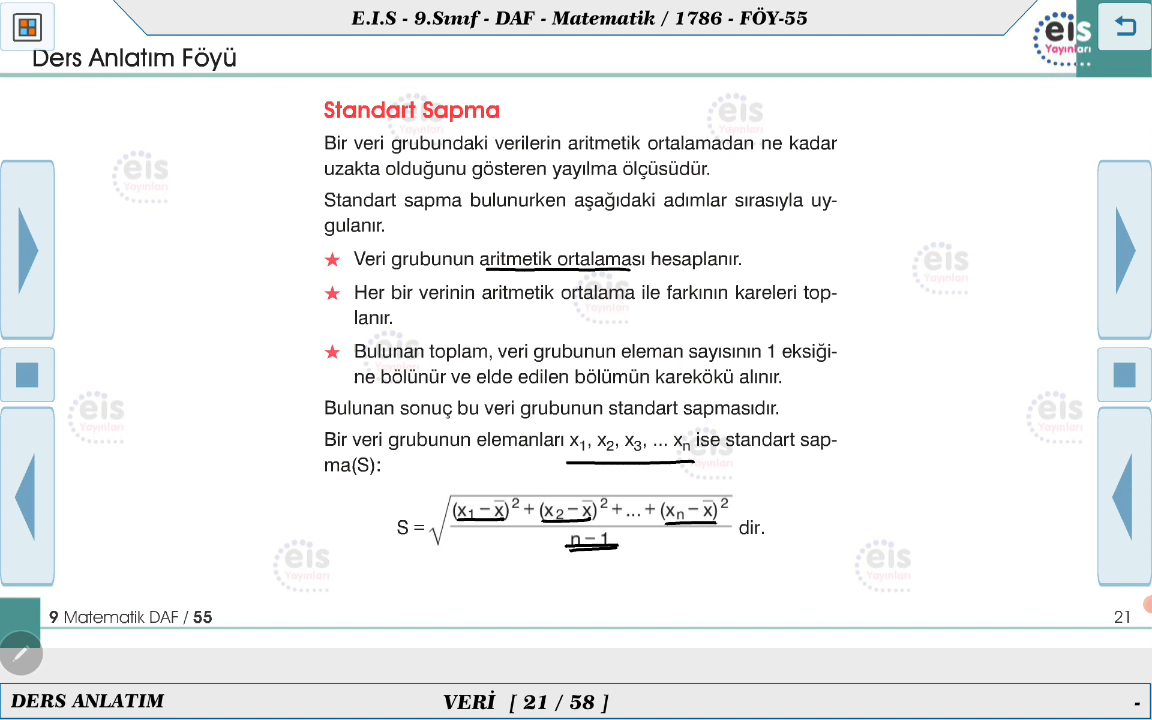 E.I.S - 9.Sınıf - DAF - Matematik / 1786 - FÖY-55
eis
Yayınları
Ders Anlatım Föyü
Standart Sapma
Bir veri grubundaki verilerin aritmetik ortalamadan ne kadar
uzakta olduğunu gösteren yayılma ölçüsüdür.
Standart sapma bulunurken aşağıdaki adımlar sırasıyla uy-
gulanır.
★ Veri grubunun aritmetik ortalaması hesaplanır.
★ Her bir verinin aritmetik ortalama ile farkının kareleri top-
lanır.
★ Bulunan toplam, veri grubunun eleman sayısının 1 eksiği-
ne bölünür ve elde edilen bölümün karekökü alınır.
Bulunan sonuç bu veri grubunun standart sapmasıdır.
Bir veri grubunun elemanları x₁, x₂, x₃, ... xₙ ise standart sap-
ma(S):
S = √((x₁ − x̅)² + (x₂ − x̅)² + ... + (xₙ − x̅)² / n − 1) dir.
9 Matematik DAF / 55
21
DERS ANLATIM
VERİ [ 21 / 58 ]
-